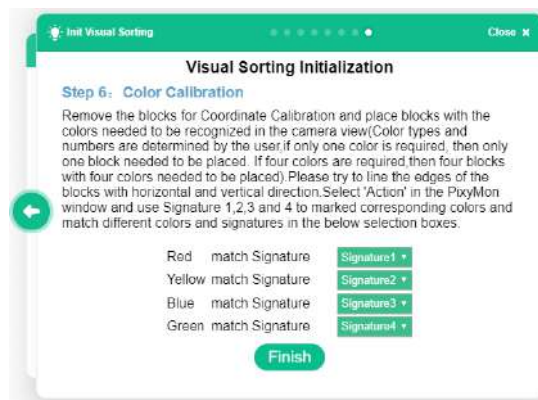 Init Visual Sorting
Close x
Visual Sorting Initialization
Step 6: Color Calibration
Remove the blocks for Coordinate Calibration and place blocks with the
colors needed to be recognized in the camera view(Color types and
numbers are determined by the user,if only one color is required, then only
one block needed to be placed. If four colors are required,then four blocks
with four colors needed to be placed).Please try to line the edges of the
blocks with horizontal and vertical direction.Select 'Action' in the PixyMon
window and use Signature 1,2,3 and 4 to marked corresponding colors and
match different colors and signatures in the below selection boxes.
Red match Signature Signature1
Yellow match Signature Signature2
Blue match Signature Signature3
Green match Signature Signature4
Finish